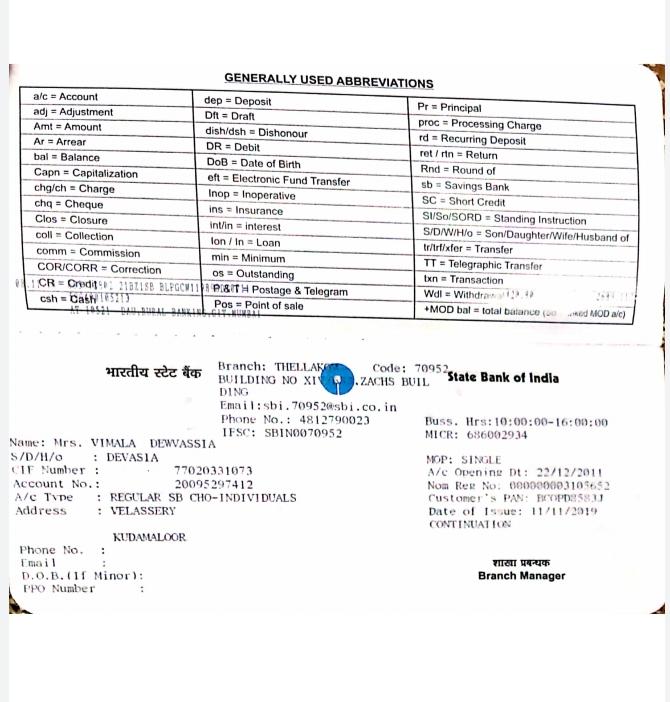 GENERALLY USED ABBREVIATIONS
a/c = Account
adj = Adjustment
Amt = Amount
Ar = Arrear
bal = Balance
Capn = Capitalization
chg/ch = Charge
chq = Cheque
Clos = Closure
coll = Collection
comm = Commission
COR/CORR = Correction
CR = Credit
csh = Cash
dep = Deposit
Dft = Draft
dish/dsh = Dishonour
DR = Debit
DoB = Date of Birth
eft = Electronic Fund Transfer
Inop = Inoperative
ins = Insurance
int/in = interest
lon / ln = Loan
min = Minimum
os = Outstanding
P&T = Postage & Telegram
Pos = Point of sale
Pr = Principal
proc = Processing Charge
rd = Recurring Deposit
ret / rtn = Return
Rnd = Round of
sb = Savings Bank
SC = Short Credit
SI/So/SORD = Standing Instruction
S/D/W/H/o = Son/Daughter/Wife/Husband of
tr/trf/xfer = Transfer
TT = Telegraphic Transfer
txn = Transaction
Wdl = Withdrawal
+MOD bal = total balance MOD a/c)
भारतीय स्टेट बैंक
Branch: THELLAK
Code: 70952
BUILDING NO ZACHS BUIL
DING
State Bank of India
Email:sbi.70952@sbi.co.in
Phone No.: 4812790023
IFSC: SBIN0070952
Buss. Hrs:10:00:00-16:00:00
MICR: 686002934
Name: Mrs. VIMALA DEWVASSIA
S/D/H/o : DEVASIA
CIF Number : 77020331073
Account No.: 20095297412
A/c Type : REGULAR SB CHO-INDIVIDUALS
Address : VELASSERY
KUDAMALOOR
Phone No. :
Email :
D.O.B.(If Minor):
PPO Number :
MOP: SINGLE
A/c Opening Dt: 22/12/2011
Nom Reg No: 000000003105652
Customer's PAN:
Date of Issue: 11/11/2019
CONTINUATION
शाखा प्रबन्धक
Branch Manager